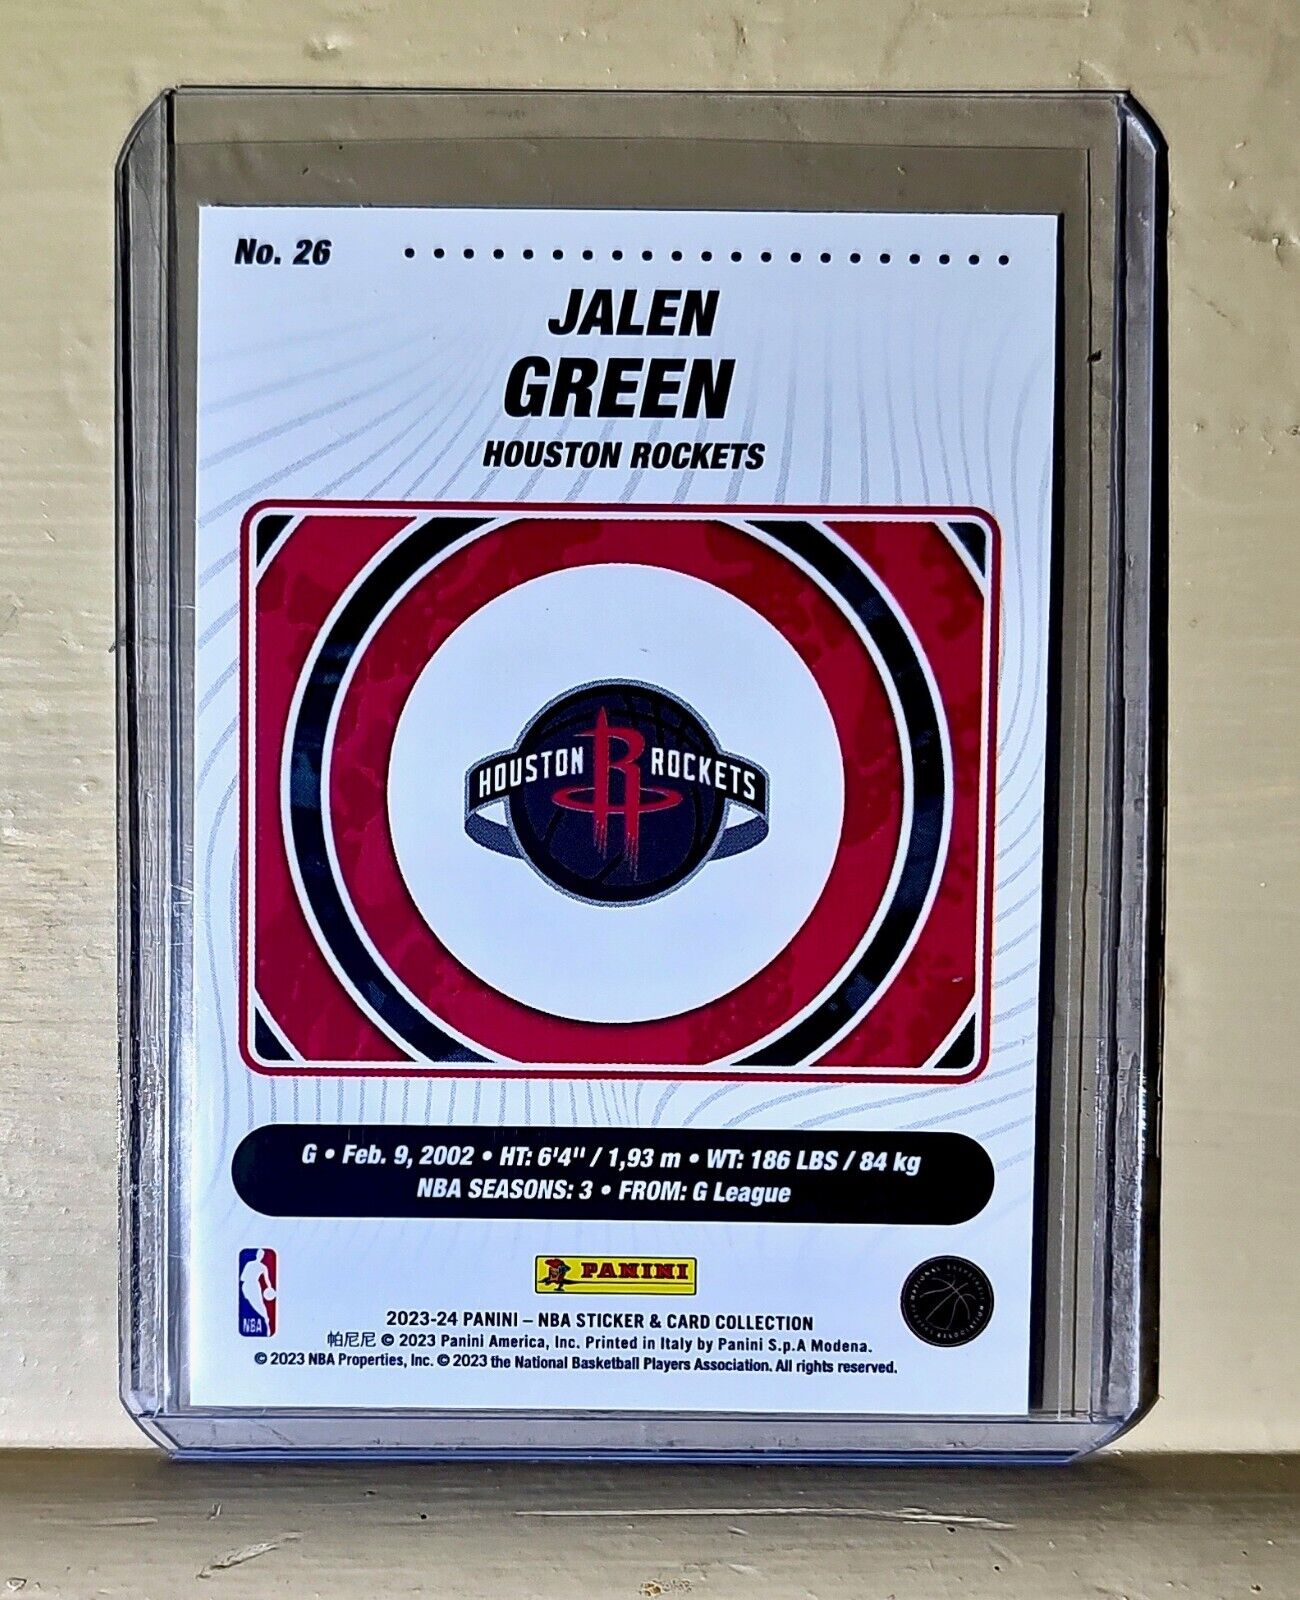 No. 26
JALEN
GREEN
HOUSTON ROCKETS
HOUSTON R ROCKETS
G • Feb. 9, 2002 • HT: 6'4" / 1,93 m • WT: 186 LBS / 84 kg
NBA SEASONS: 3 • FROM: G League
PANINI
NBA
2023-24 PANINI – NBA STICKER & CARD COLLECTION
帕尼尼 © 2023 Panini America, Inc. Printed in Italy by Panini S.p.A Modena.
© 2023 NBA Properties, Inc. © 2023 the National Basketball Players Association. All rights reserved.